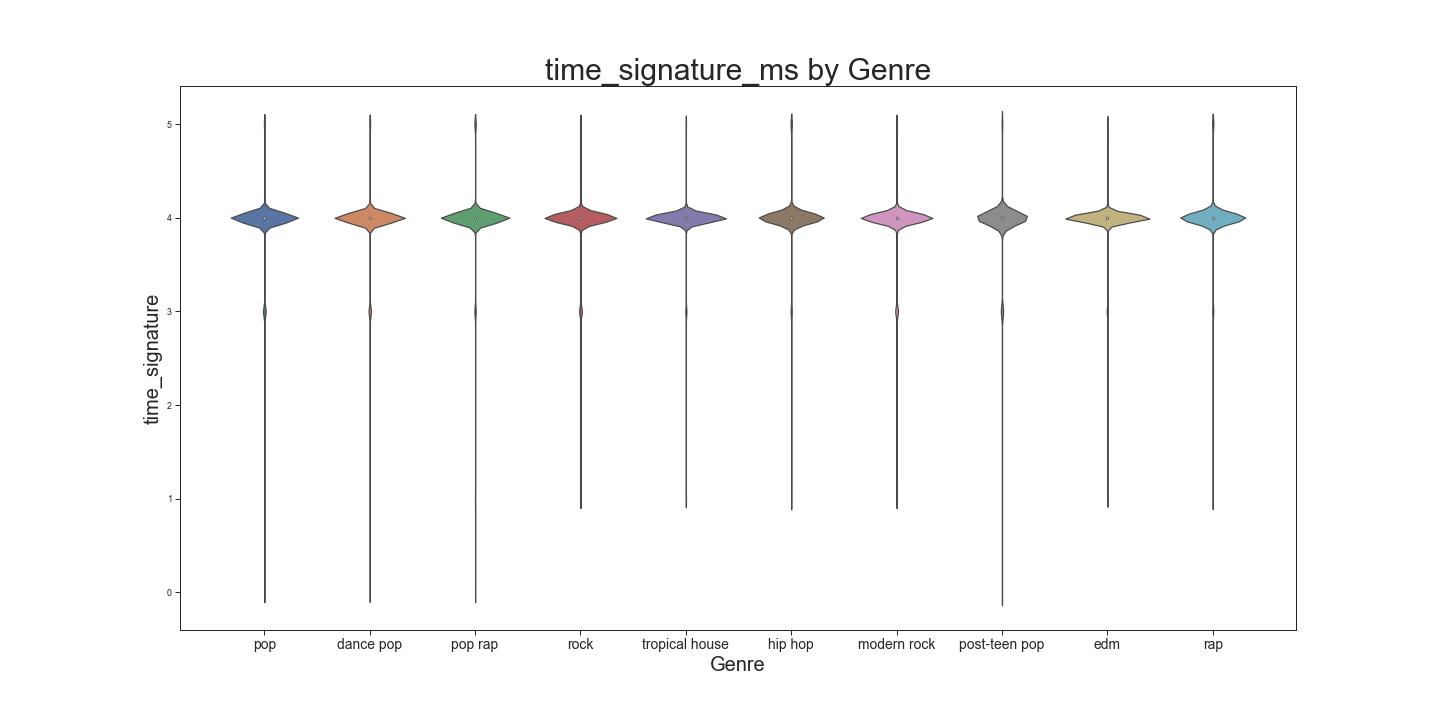 time_signature_ms by Genre
time_signature
5
4
3
2
1
0
pop dance pop pop rap rock tropical house hip hop modern rock post-teen pop edm rap
Genre